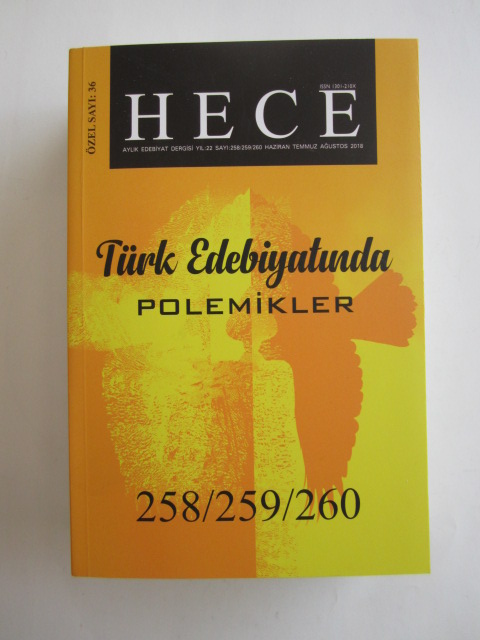 ÖZEL SAYI: 36
ISSN 1301-210X
HECE
AYLIK EDEBİYAT DERGİSİ YIL:22 SAYI:258/259/260 HAZİRAN TEMMUZ AĞUSTOS 2018
Türk Edebiyatında
POLEMİKLER
258/259/260